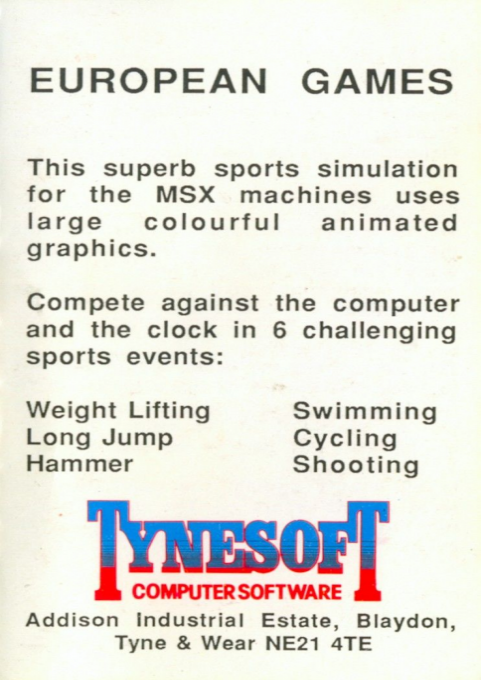 EUROPEAN GAMES
This superb sports simulation
for the MSX machines uses
large colourful animated
graphics.
Compete against the computer
and the clock in 6 challenging
sports events:
Weight Lifting Swimming
Long Jump Cycling
Hammer Shooting
TYNESOFT
COMPUTER SOFTWARE
Addison Industrial Estate, Blaydon,
Tyne & Wear NE21 4TE